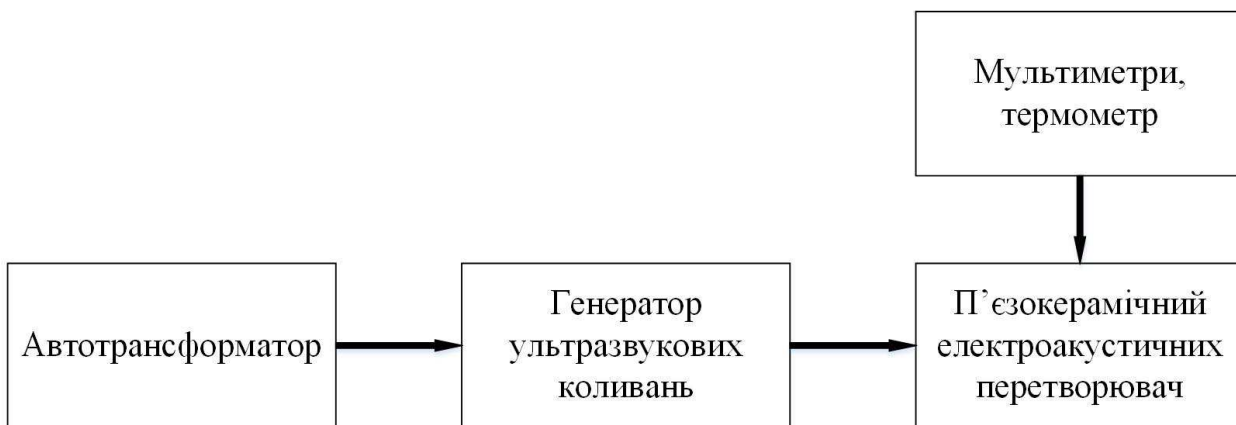 Мультиметри,
термометр
Автотрансформатор
Генератор
ультразвукових
коливань
П’єзокерамічний
електроакустичних
перетворювач